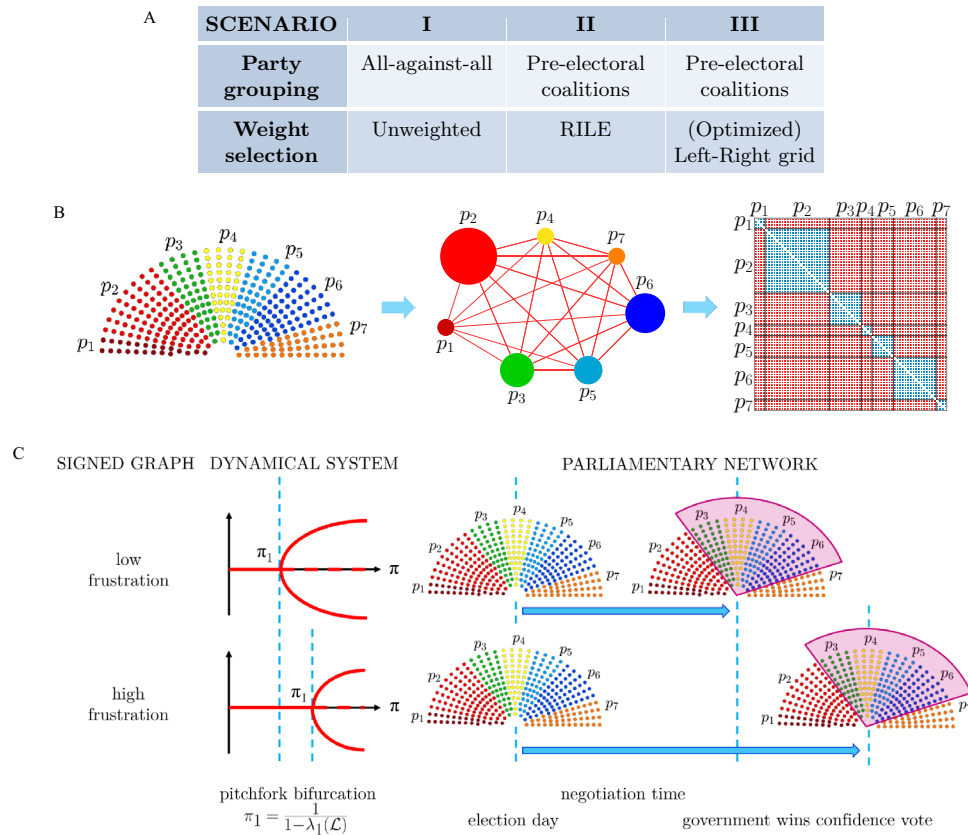 A
SCENARIO I II III
Party grouping All-against-all Pre-electoral coalitions Pre-electoral coalitions
Weight selection Unweighted RILE (Optimized) Left-Right grid
B
p1 p2 p3 p4 p5 p6 p7
p2 p4 p7 p6 p1 p3 p5
p1 p2 p3 p4 p5 p6 p7
p1
p2
p3
p4
p5
p6
p7
C
SIGNED GRAPH DYNAMICAL SYSTEM PARLIAMENTARY NETWORK
low frustration
π1 π
p1 p2 p3 p4 p5 p6 p7
p1 p2 p3 p4 p5 p6 p7
high frustration
π1 π
p1 p2 p3 p4 p5 p6 p7
p1 p2 p3 p4 p5 p6 p
pitchfork bifurcation
π1 = 1/(1−λ1(ℒ))
negotiation time
election day government wins confidence vote